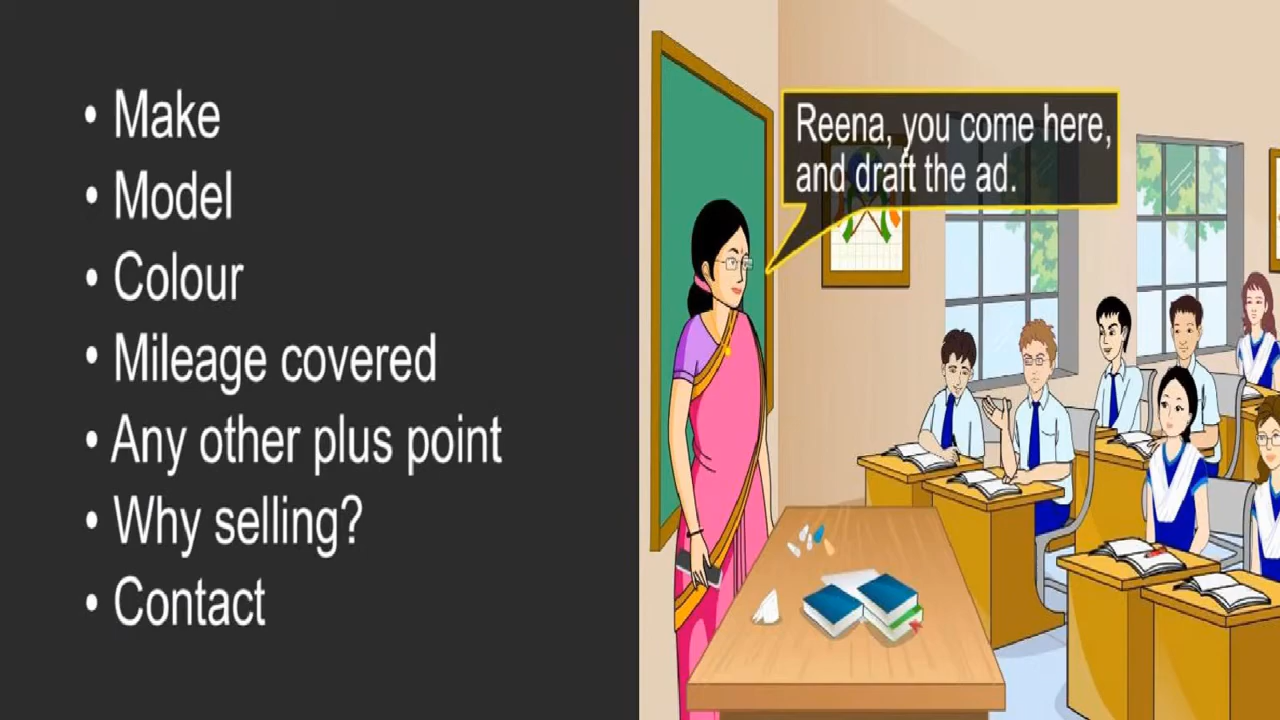 • Make
• Model
• Colour
• Mileage covered
• Any other plus point
• Why selling?
• Contact
Reena, you come here,
and draft the ad.